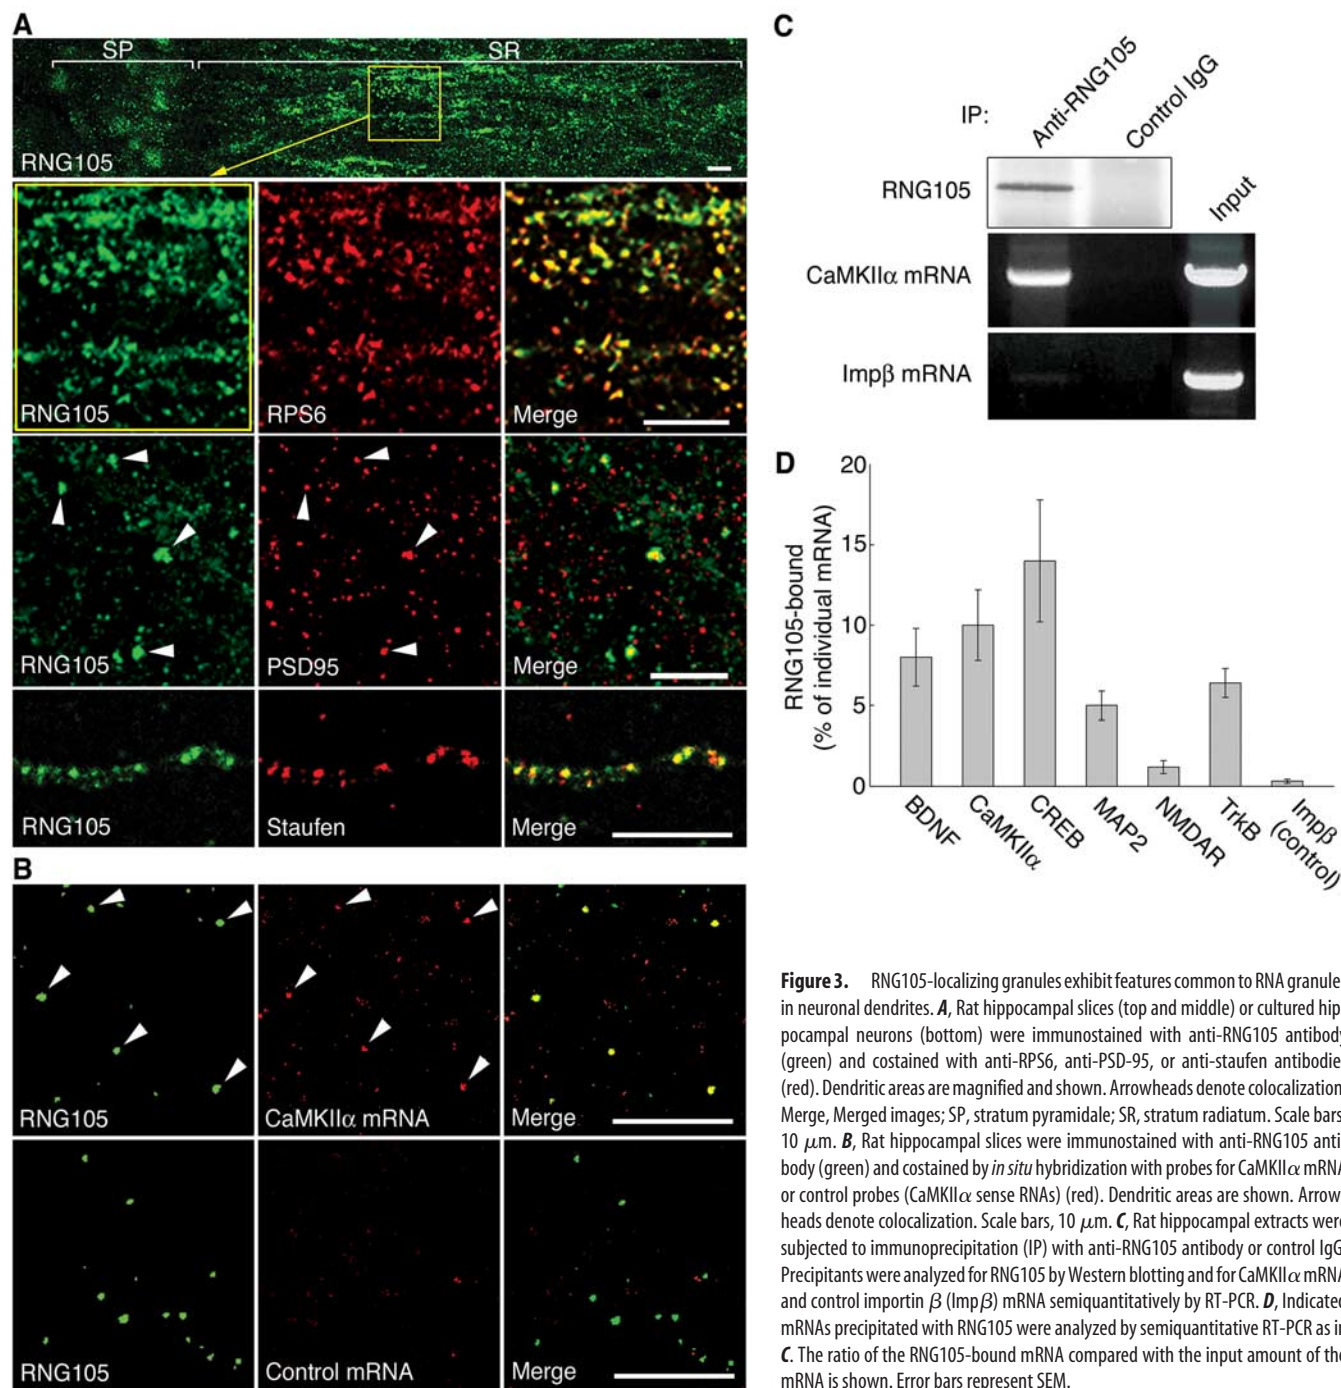 A
SP
SR
RNG105
RNG105
RPS6
Merge
RNG105
PSD95
Merge
RNG105
Staufen
Merge
B
RNG105
CaMKIIα mRNA
Merge
RNG105
Control mRNA
Merge
C
IP:
Anti-RNG105
Control IgG
Input
RNG105
CaMKIIα mRNA
Impβ mRNA
D
RNG105-bound
(% of individual mRNA)
20
15
10
5
0
BDNF
CaMKIIα
CREB
MAP2
NMDAR
TrkB
Impβ
(control)
Figure 3. RNG105-localizing granules exhibit features common to RNA granule
in neuronal dendrites. A, Rat hippocampal slices (top and middle) or cultured hip
pocampal neurons (bottom) were immunostained with anti-RNG105 antibody
(green) and costained with anti-RPS6, anti-PSD-95, or anti-staufen antibodie
(red). Dendritic areas are magnified and shown. Arrowheads denote colocalization
Merge, Merged images; SP, stratum pyramidale; SR, stratum radiatum. Scale bars
10 μm. B, Rat hippocampal slices were immunostained with anti-RNG105 anti
body (green) and costained by in situ hybridization with probes for CaMKIIα mRNA
or control probes (CaMKIIα sense RNAs) (red). Dendritic areas are shown. Arrow
heads denote colocalization. Scale bars, 10 μm. C, Rat hippocampal extracts were
subjected to immunoprecipitation (IP) with anti-RNG105 antibody or control IgG
Precipitants were analyzed for RNG105 by Western blotting and for CaMKIIα mRNA
and control importin β (Impβ) mRNA semiquantitatively by RT-PCR. D, Indicated
mRNAs precipitated with RNG105 were analyzed by semiquantitative RT-PCR as in
C. The ratio of the RNG105-bound mRNA compared with the input amount of the
mRNA is shown. Error bars represent SEM.